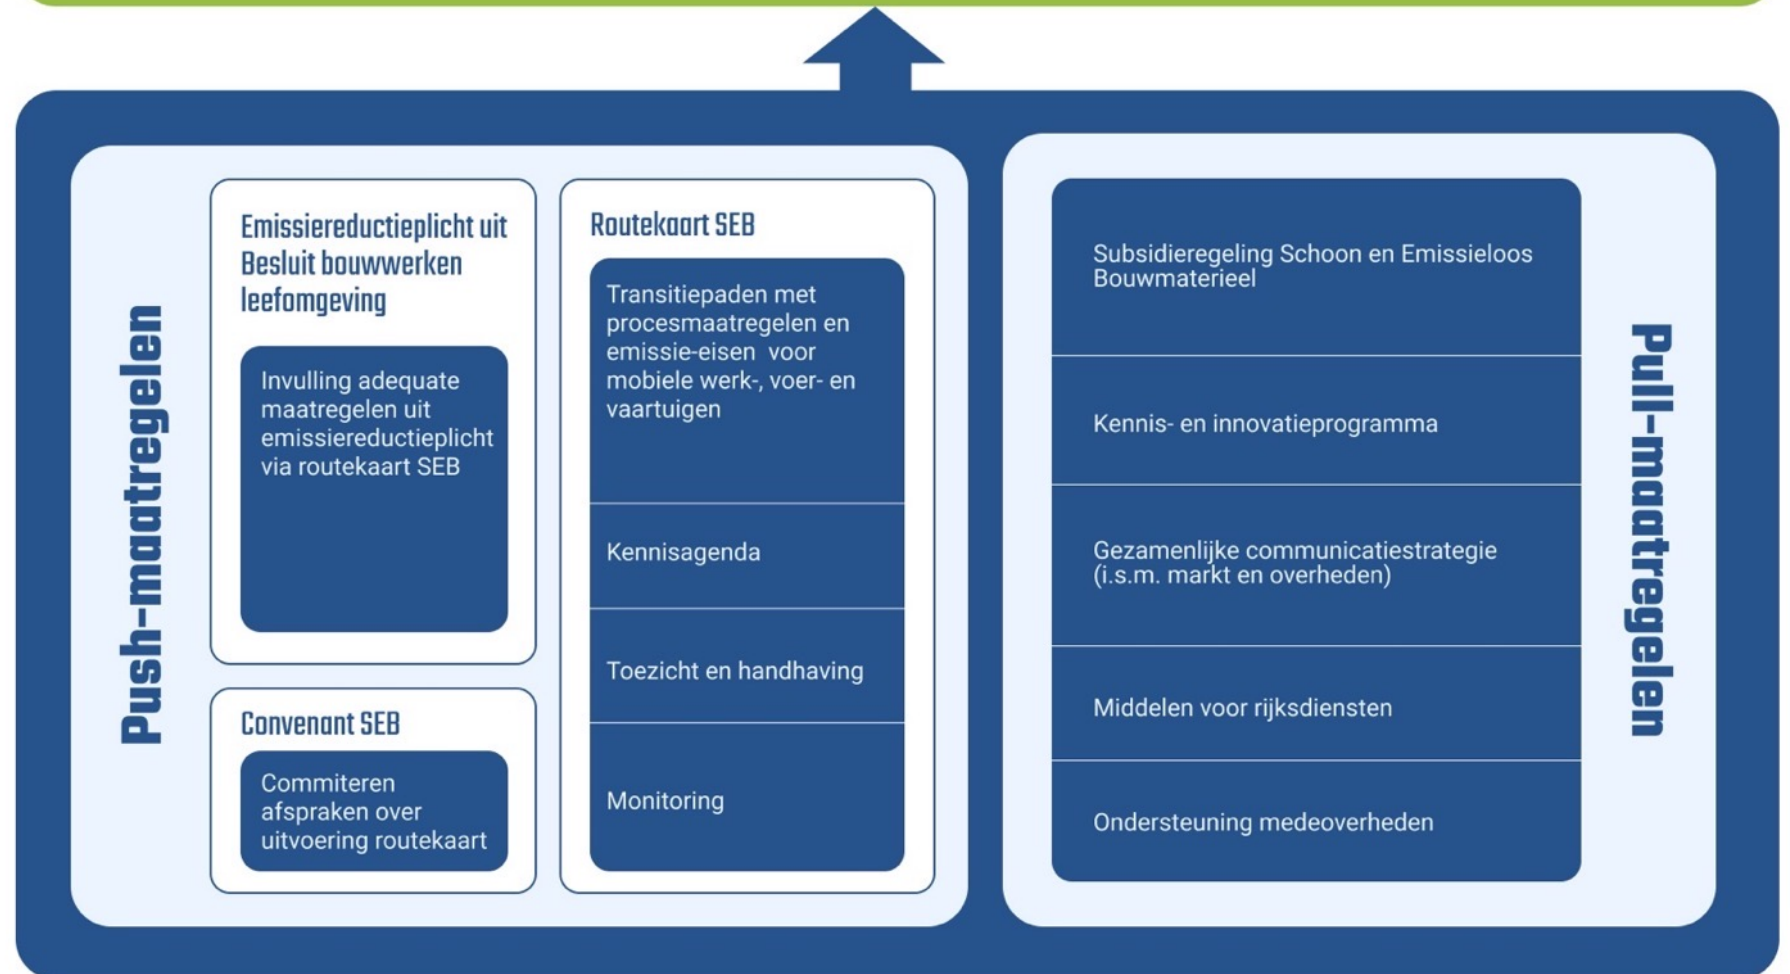 Push-maatregelen
Emissiereductieplicht uit
Besluit bouwwerken
leefomgeving
Invulling adequate
maatregelen uit
emissiereductieplicht
via routekaart SEB
Convenant SEB
Commiteren
afspraken over
uitvoering routekaart
Routekaart SEB
Transitiepaden met
procesmaatregelen en
emissie-eisen voor
mobiele werk-, voer- en
vaartuigen
Kennisagenda
Toezicht en handhaving
Monitoring
Subsidieregeling Schoon en Emissieloos
Bouwmaterieel
Kennis- en innovatieprogramma
Gezamenlijke communicatiestrategie
(i.s.m. markt en overheden)
Middelen voor rijksdiensten
Ondersteuning medeoverheden
Pull-maatregelen